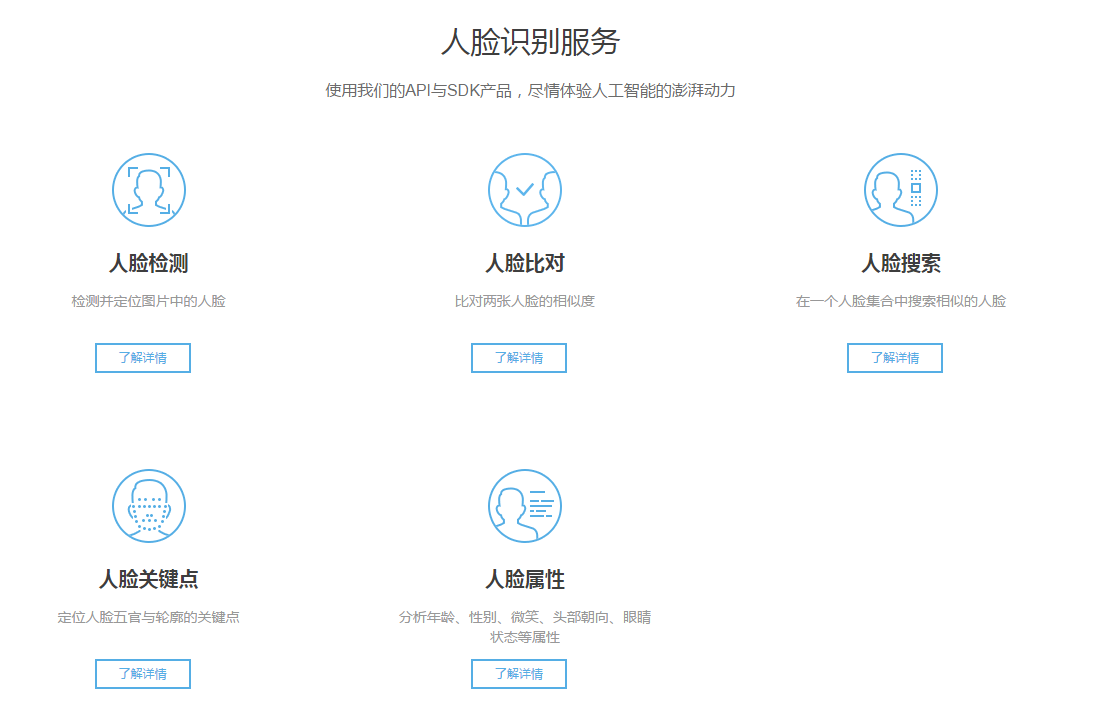 人脸识别服务
使用我们的API与SDK产品，尽情体验人工智能的澎湃动力
人脸检测
检测并定位图片中的人脸
了解详情
人脸比对
比对两张人脸的相似度
了解详情
人脸搜索
在一个人脸集合中搜索相似的人脸
了解详情
人脸关键点
定位人脸五官与轮廓的关键点
了解详情
人脸属性
分析年龄、性别、微笑、头部朝向、眼睛
状态等属性
了解详情